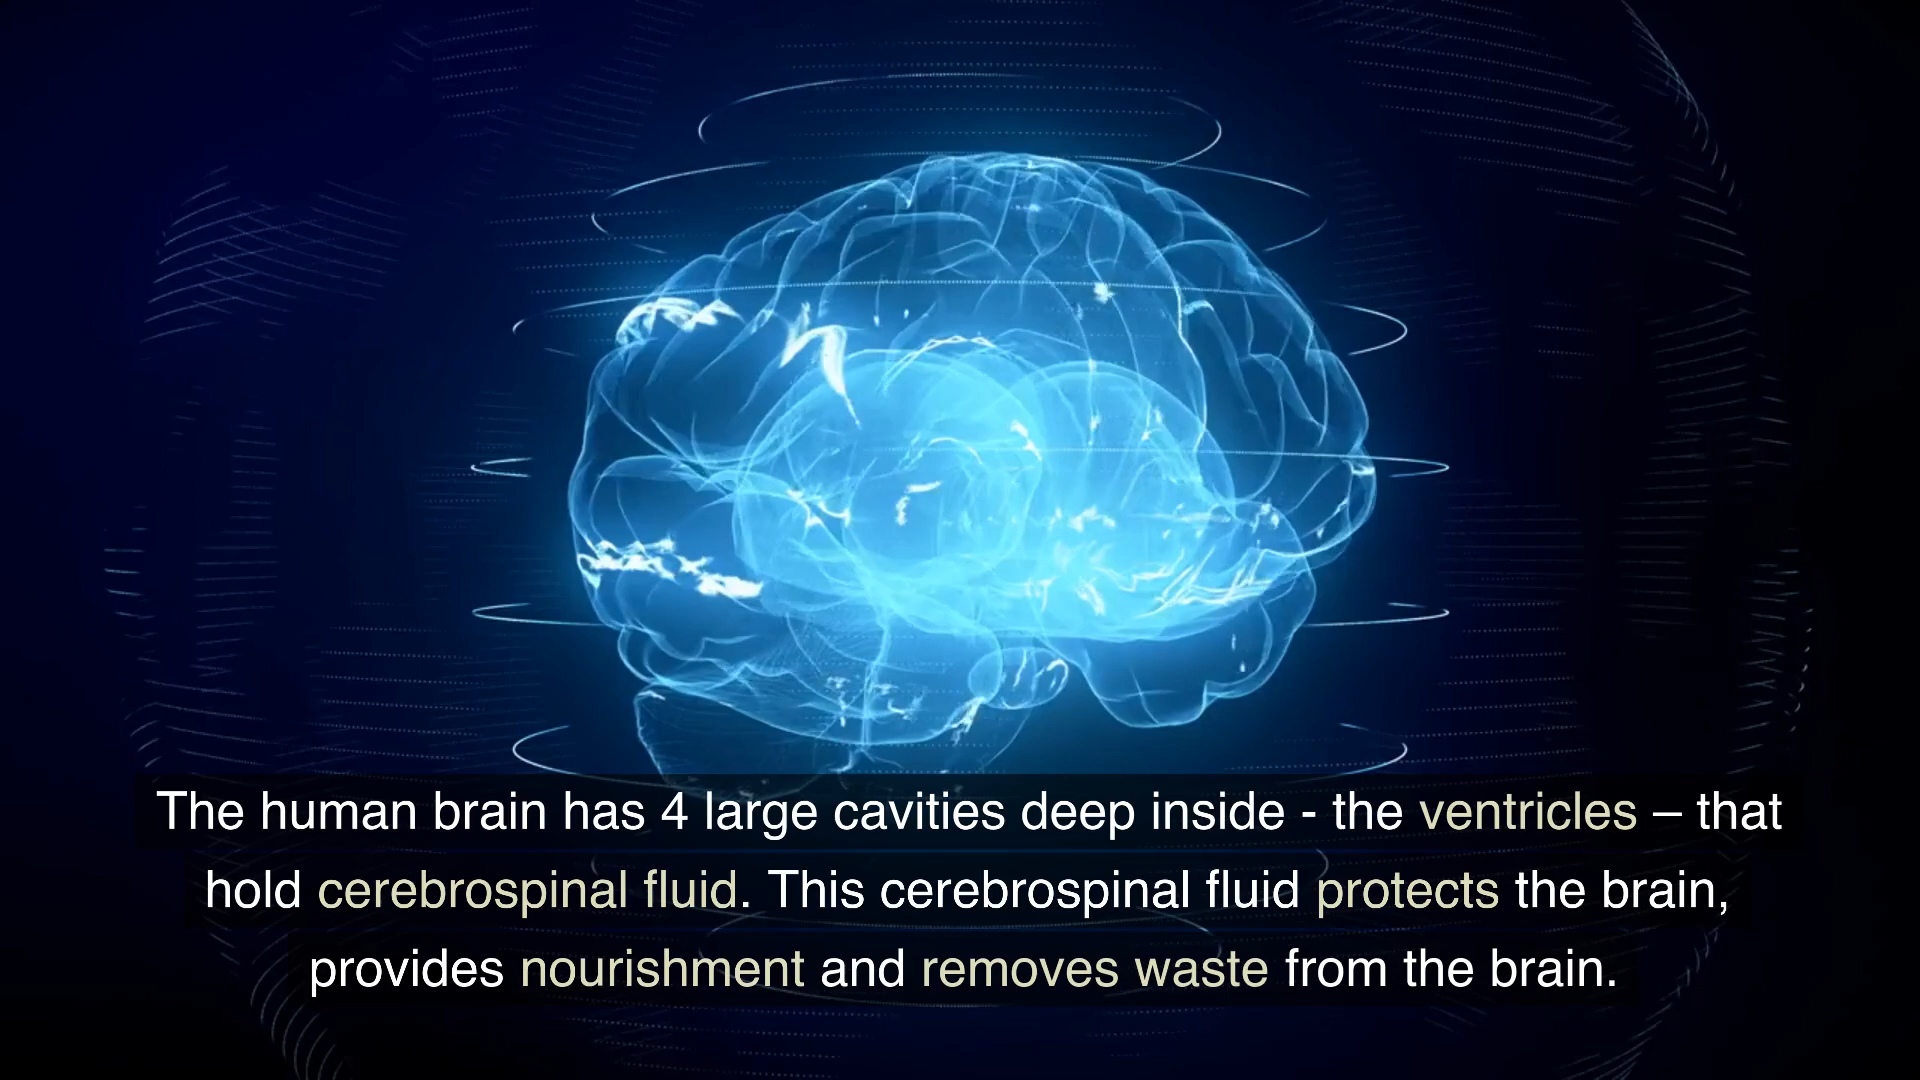 The human brain has 4 large cavities deep inside - the ventricles – that
hold cerebrospinal fluid. This cerebrospinal fluid protects the brain,
provides nourishment and removes waste from the brain.